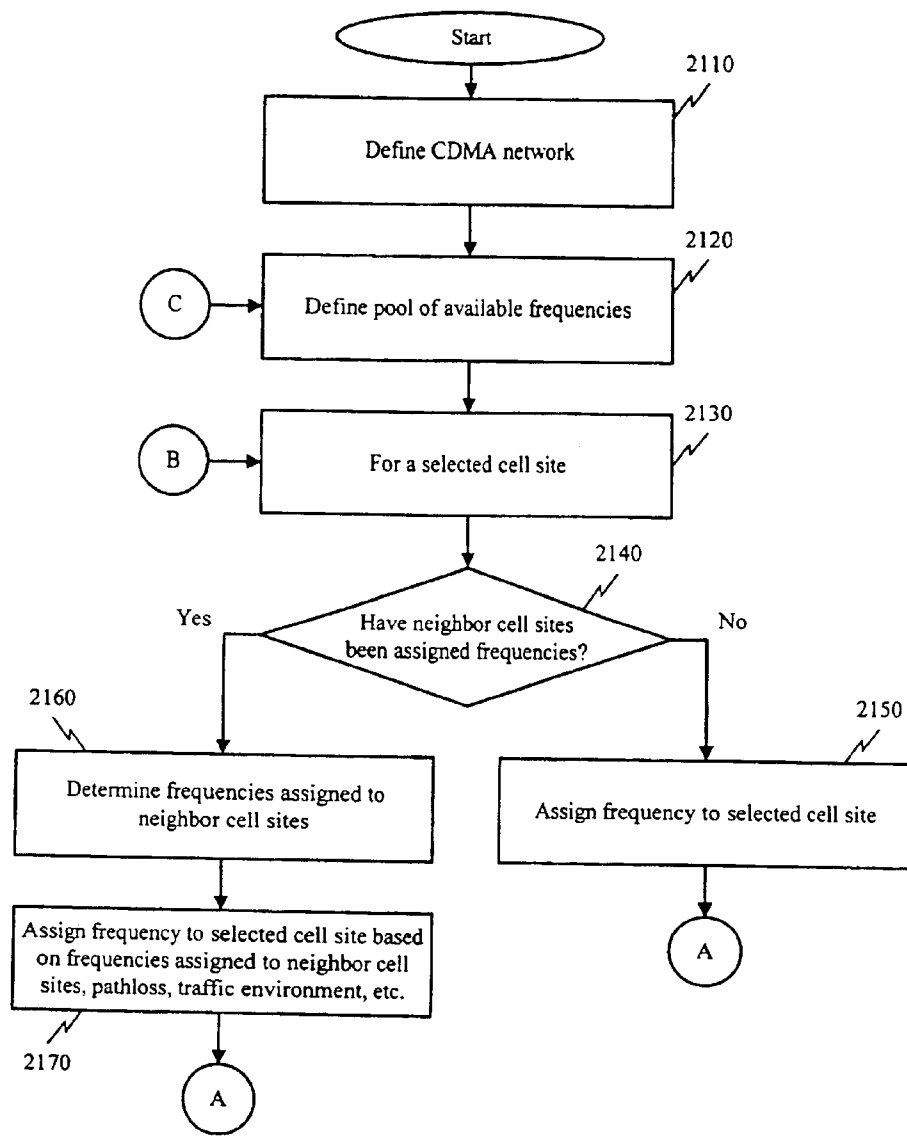 Start
2110
Define CDMA network
2120
C
Define pool of available frequencies
2130
B
For a selected cell site
2140
Yes
Have neighbor cell sites
been assigned frequencies?
No
2160
2150
Determine frequencies assigned to
neighbor cell sites
Assign frequency to selected cell site
Assign frequency to selected cell site based
on frequencies assigned to neighbor cell
sites, pathloss, traffic environment, etc.
A
2170
A